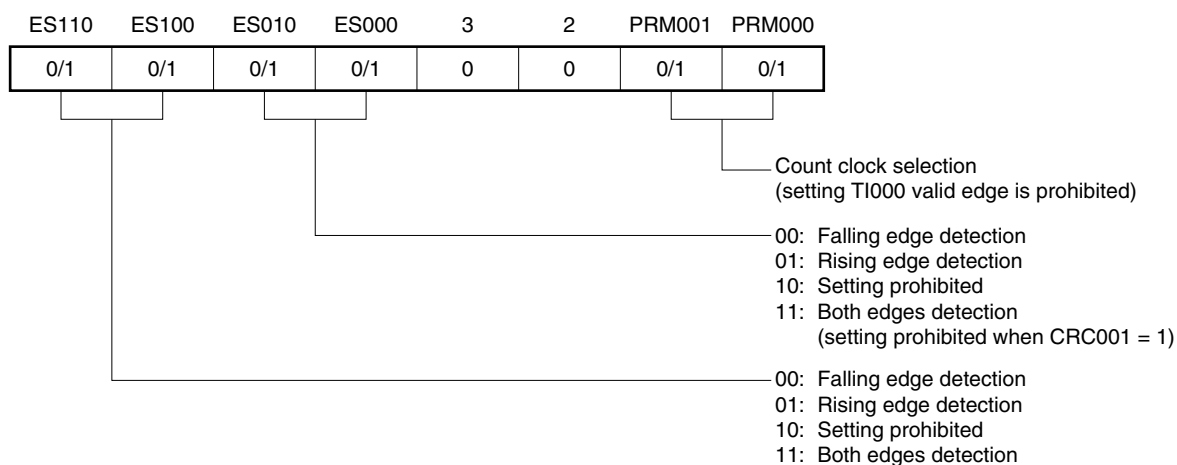 ES110 ES100 ES010 ES000 3 2 PRM001 PRM000
0/1 0/1 0/1 0/1 0 0 0/1 0/1
Count clock selection
(setting TI000 valid edge is prohibited)
00: Falling edge detection
01: Rising edge detection
10: Setting prohibited
11: Both edges detection
(setting prohibited when CRC001 = 1)
00: Falling edge detection
01: Rising edge detection
10: Setting prohibited
11: Both edges detection